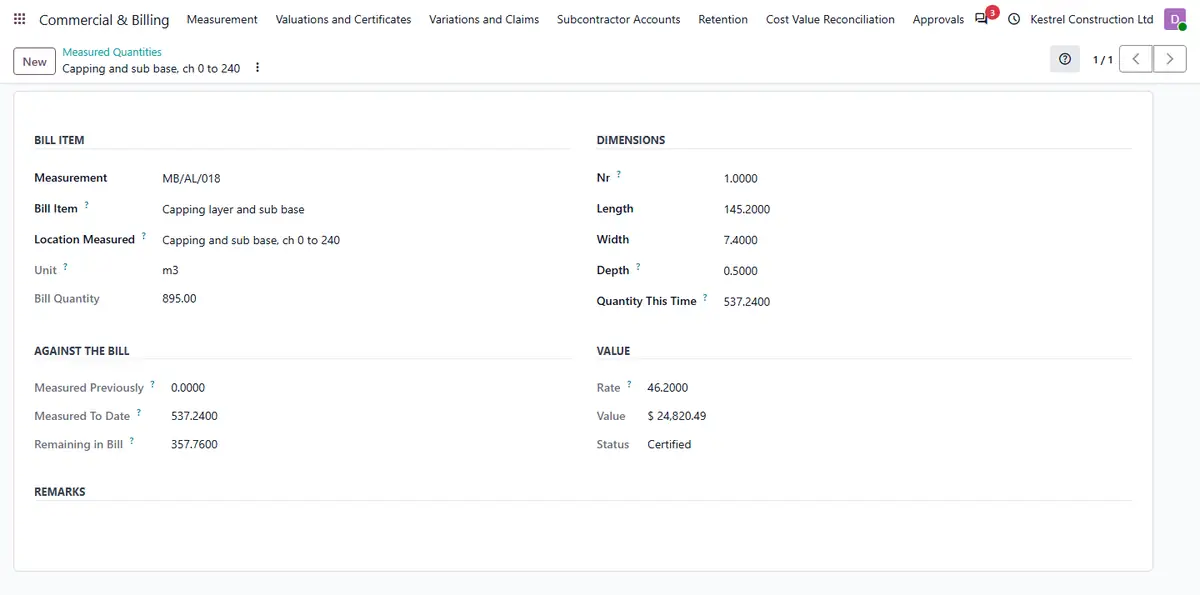 Commercial & Billing Measurement Valuations and Certificates Variations and Claims Subcontractor Accounts Retention Cost Value Reconciliation Approvals 3 Kestrel Construction Ltd D
New Measured Quantities
Capping and sub base, ch 0 to 240
1 / 1
BILL ITEM
Measurement MB/AL/018
Bill Item ? Capping layer and sub base
Location Measured ? Capping and sub base, ch 0 to 240
Unit ? m3
Bill Quantity 895.00
DIMENSIONS
Nr ? 1.0000
Length 145.2000
Width 7.4000
Depth ? 0.5000
Quantity This Time ? 537.2400
AGAINST THE BILL
Measured Previously ? 0.0000
Measured To Date ? 537.2400
Remaining in Bill ? 357.7600
VALUE
Rate ? 46.2000
Value $ 24,820.49
Status Certified
REMARKS